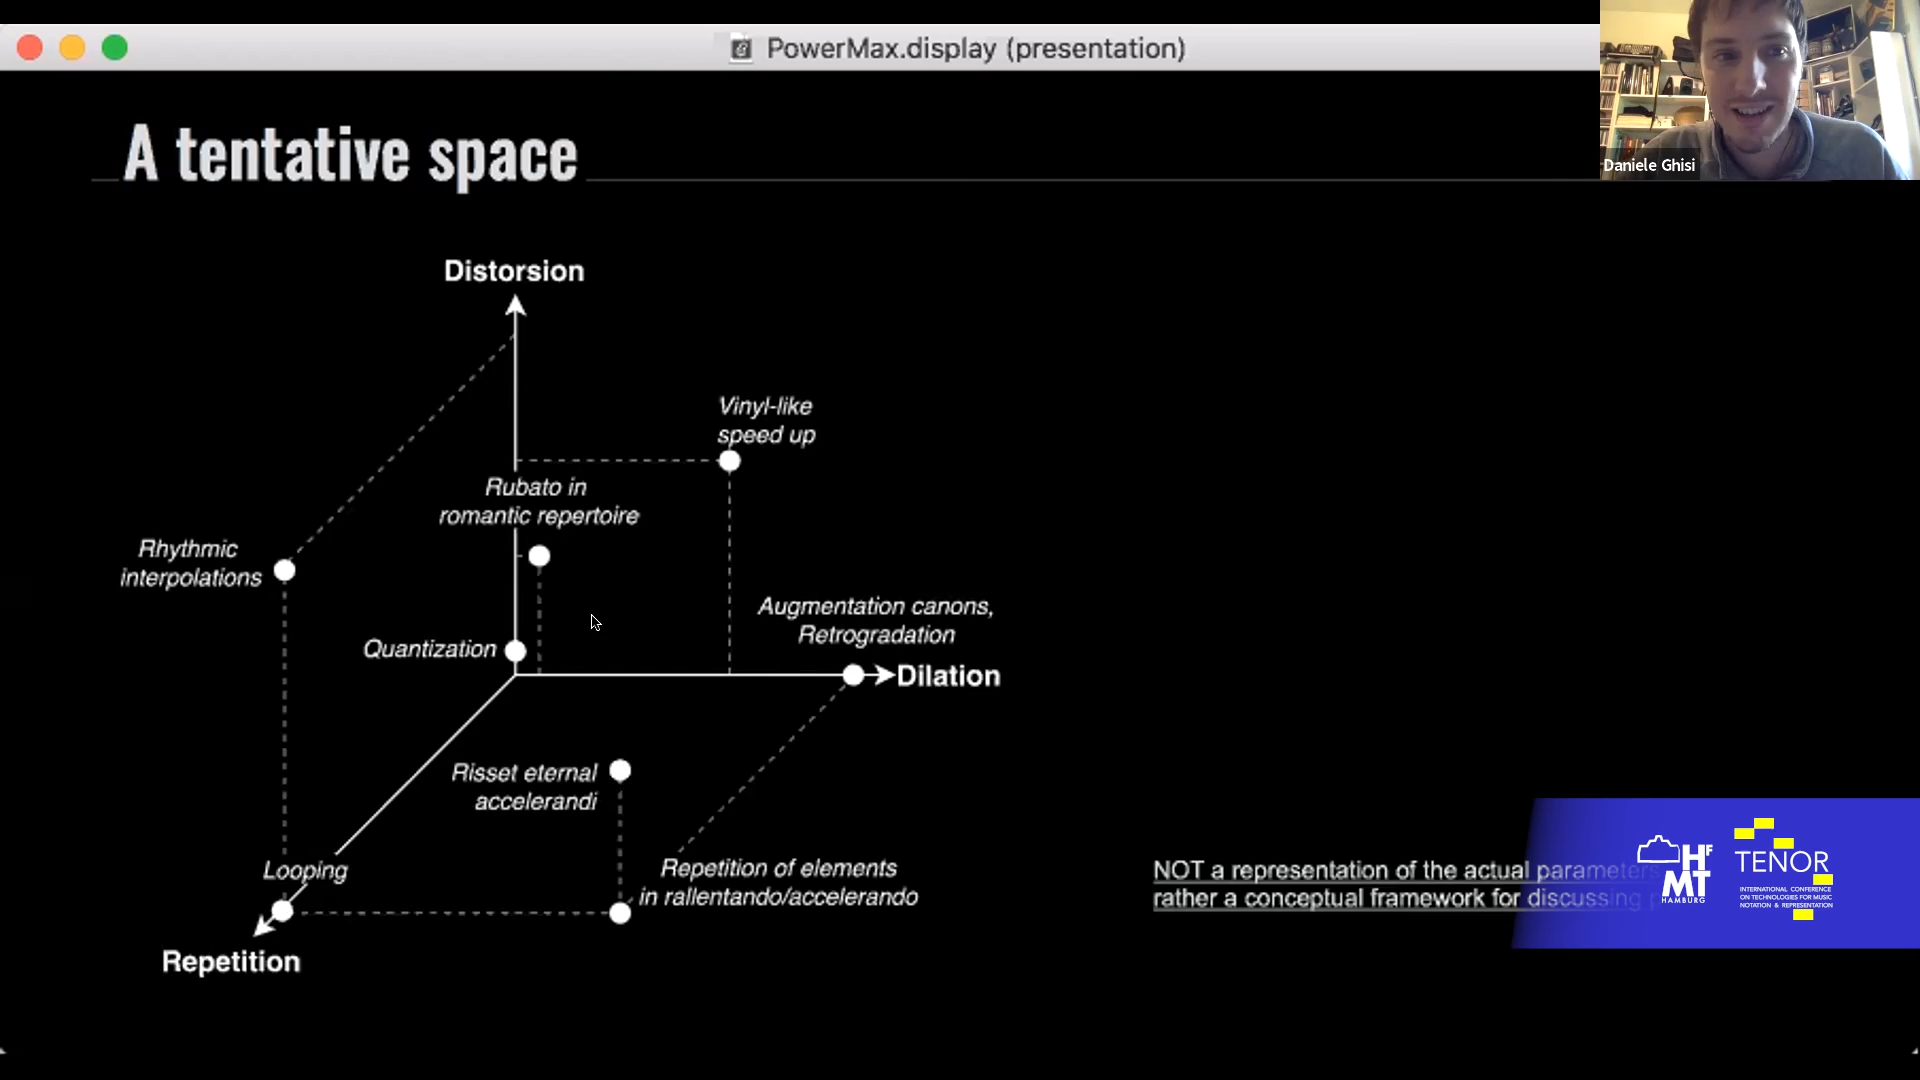 PowerMax.display (presentation)
Daniele Ghisi
A tentative space
Distorsion
Vinyl-like
speed up
Rubato in
romantic repertoire
Rhythmic
interpolations
Augmentation canons,
Retrogradation
Quantization
Dilation
Risset eternal
accelerandi
Looping
Repetition of elements
in rallentando/accelerando
Repetition
NOT a representation of the actual parameters
rather a conceptual framework for discussing
HfMT
HAMBURG
TENOR
INTERNATIONAL CONFERENCE
ON TECHNOLOGIES FOR MUSIC
NOTATION & REPRESENTATION